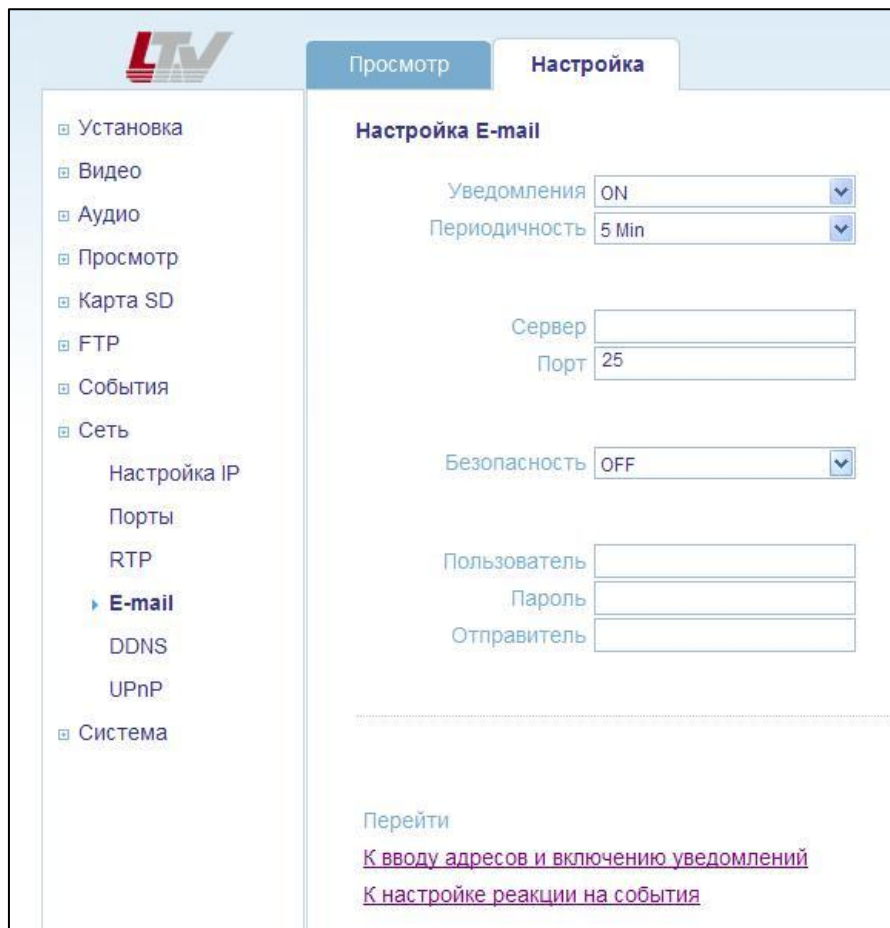 LTV
Просмотр
Настройка
Установка
Видео
Аудио
Просмотр
Карта SD
FTP
События
Сеть
Настройка IP
Порты
RTP
E-mail
DDNS
UPnP
Система
Настройка E-mail
Уведомления ON
Периодичность 5 Min
Сервер
Порт 25
Безопасность OFF
Пользователь
Пароль
Отправитель
Перейти
К вводу адресов и включению уведомлений
К настройке реакции на события